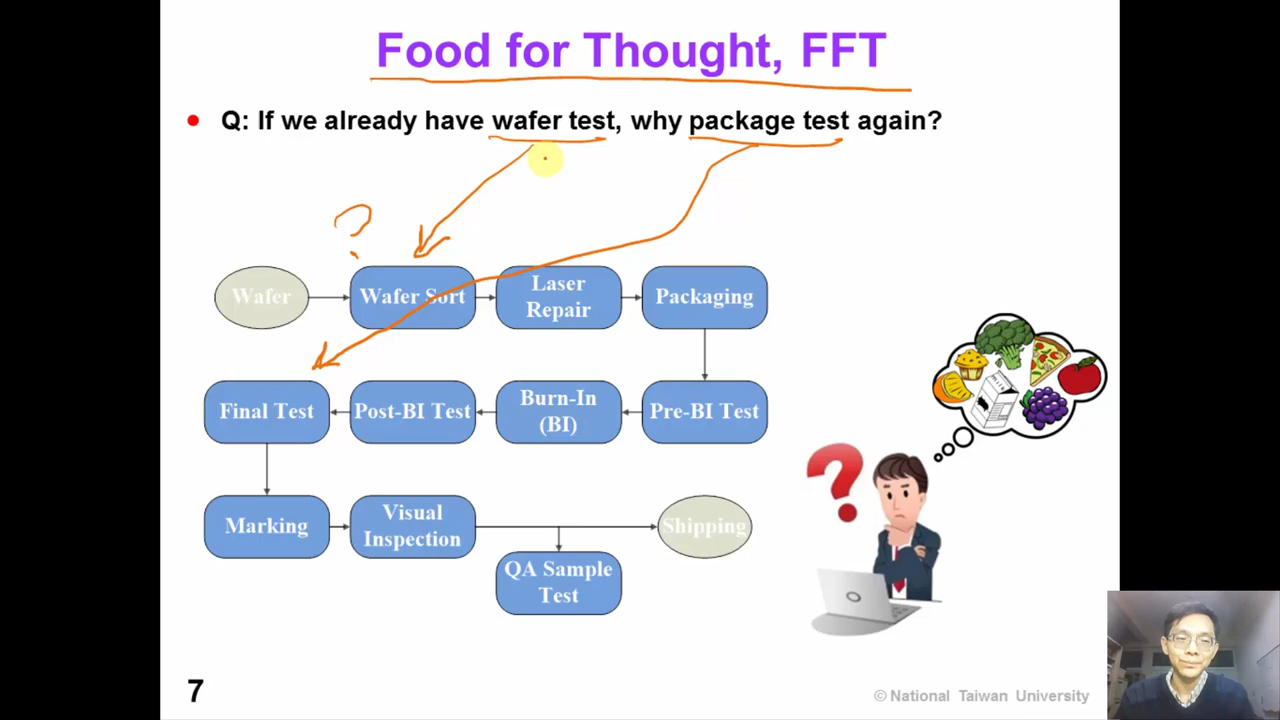 Food for Thought, FFT
Q: If we already have wafer test, why package test again?
?
Wafer
Wafer Sort
Laser
Repair
Packaging
Final Test
Post-BI Test
Burn-In
(BI)
Pre-BI Test
Marking
Visual
Inspection
Shipping
QA Sample
Test
7
© National Taiwan University